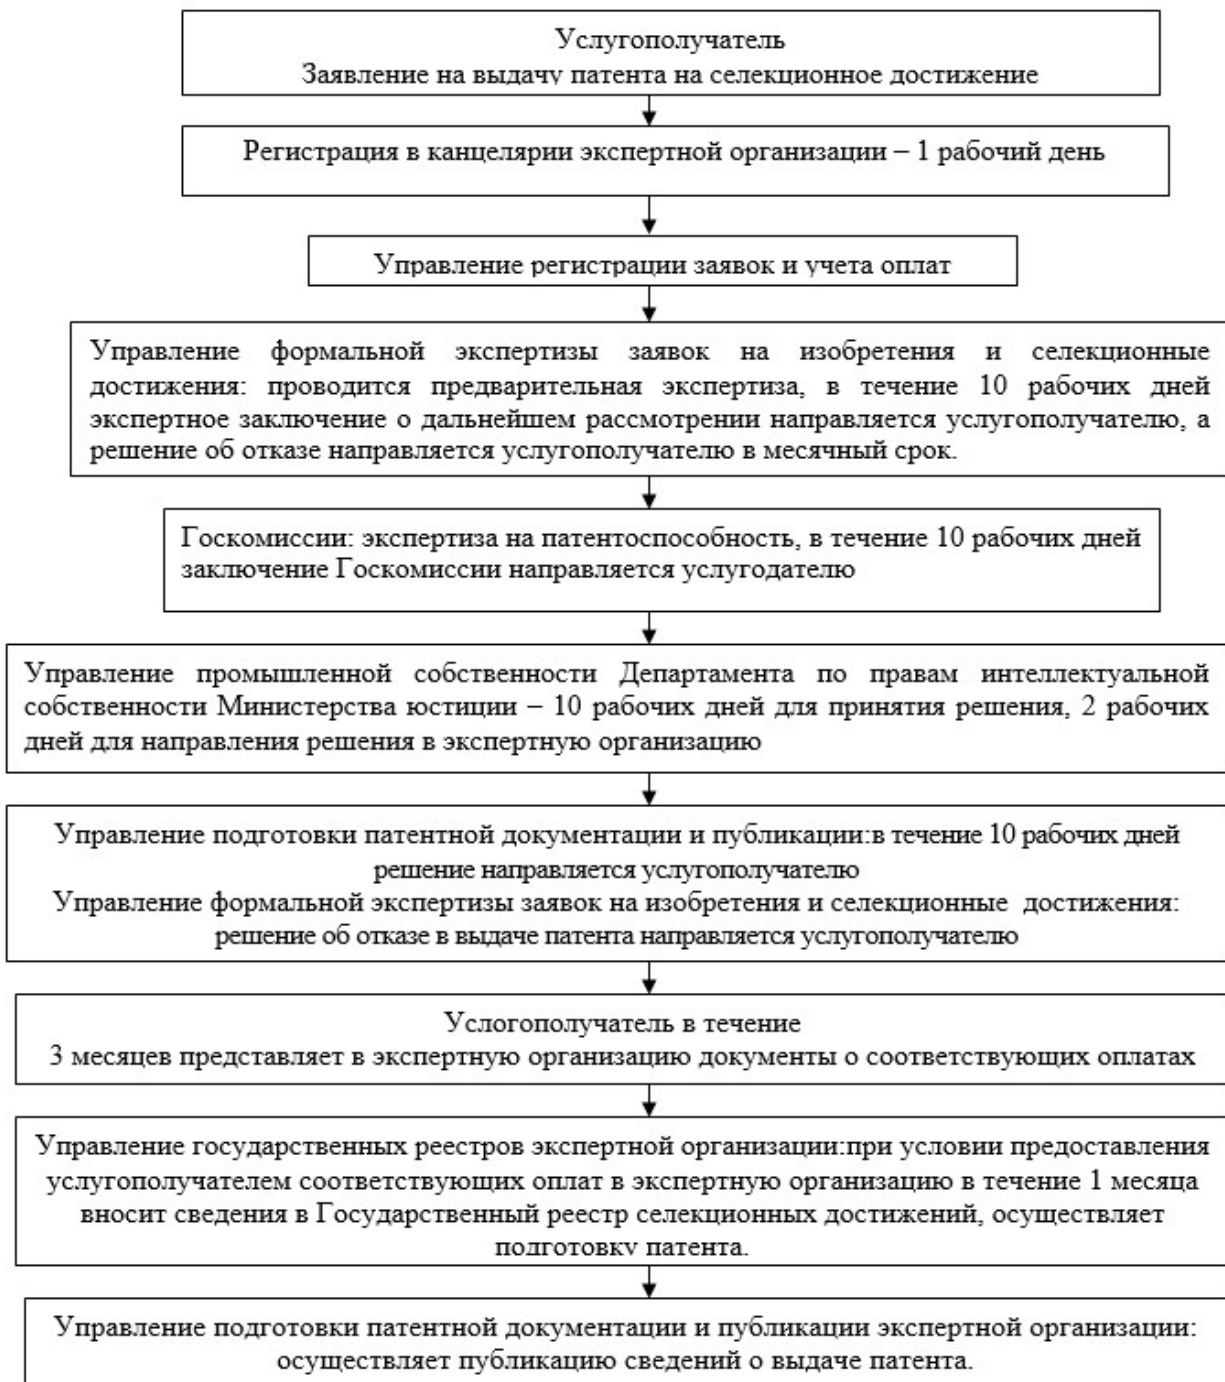 Услугополучатель
Заявление на выдачу патента на селекционное достижение
Регистрация в канцелярии экспертной организации – 1 рабочий день
Управление регистрации заявок и учета оплат
Управление формальной экспертизы заявок на изобретения и селекционные
достижения: проводится предварительная экспертиза, в течение 10 рабочих дней
экспертное заключение о дальнейшем рассмотрении направляется услугополучателю, а
решение об отказе направляется услугополучателю в месячный срок.
Госкомиссии: экспертиза на патентоспособность, в течение 10 рабочих дней
заключение Госкомиссии направляется услугодателю
Управление промышленной собственности Департамента по правам интеллектуальной
собственности Министерства юстиции – 10 рабочих дней для принятия решения, 2 рабочих
дней для направления решения в экспертную организацию
Управление подготовки патентной документации и публикации:в течение 10 рабочих дней
решение направляется услугополучателю
Управление формальной экспертизы заявок на изобретения и селекционные достижения:
решение об отказе в выдаче патента направляется услугополучателю
Услогополучатель в течение
3 месяцев представляет в экспертную организацию документы о соответствующих оплатах
Управление государственных реестров экспертной организации:при условии предоставления
услугополучателем соответствующих оплат в экспертную организацию в течение 1 месяца
вносит сведения в Государственный реестр селекционных достижений, осуществляет
подготовку патента.
Управление подготовки патентной документации и публикации экспертной организации:
осуществляет публикацию сведений о выдаче патента.